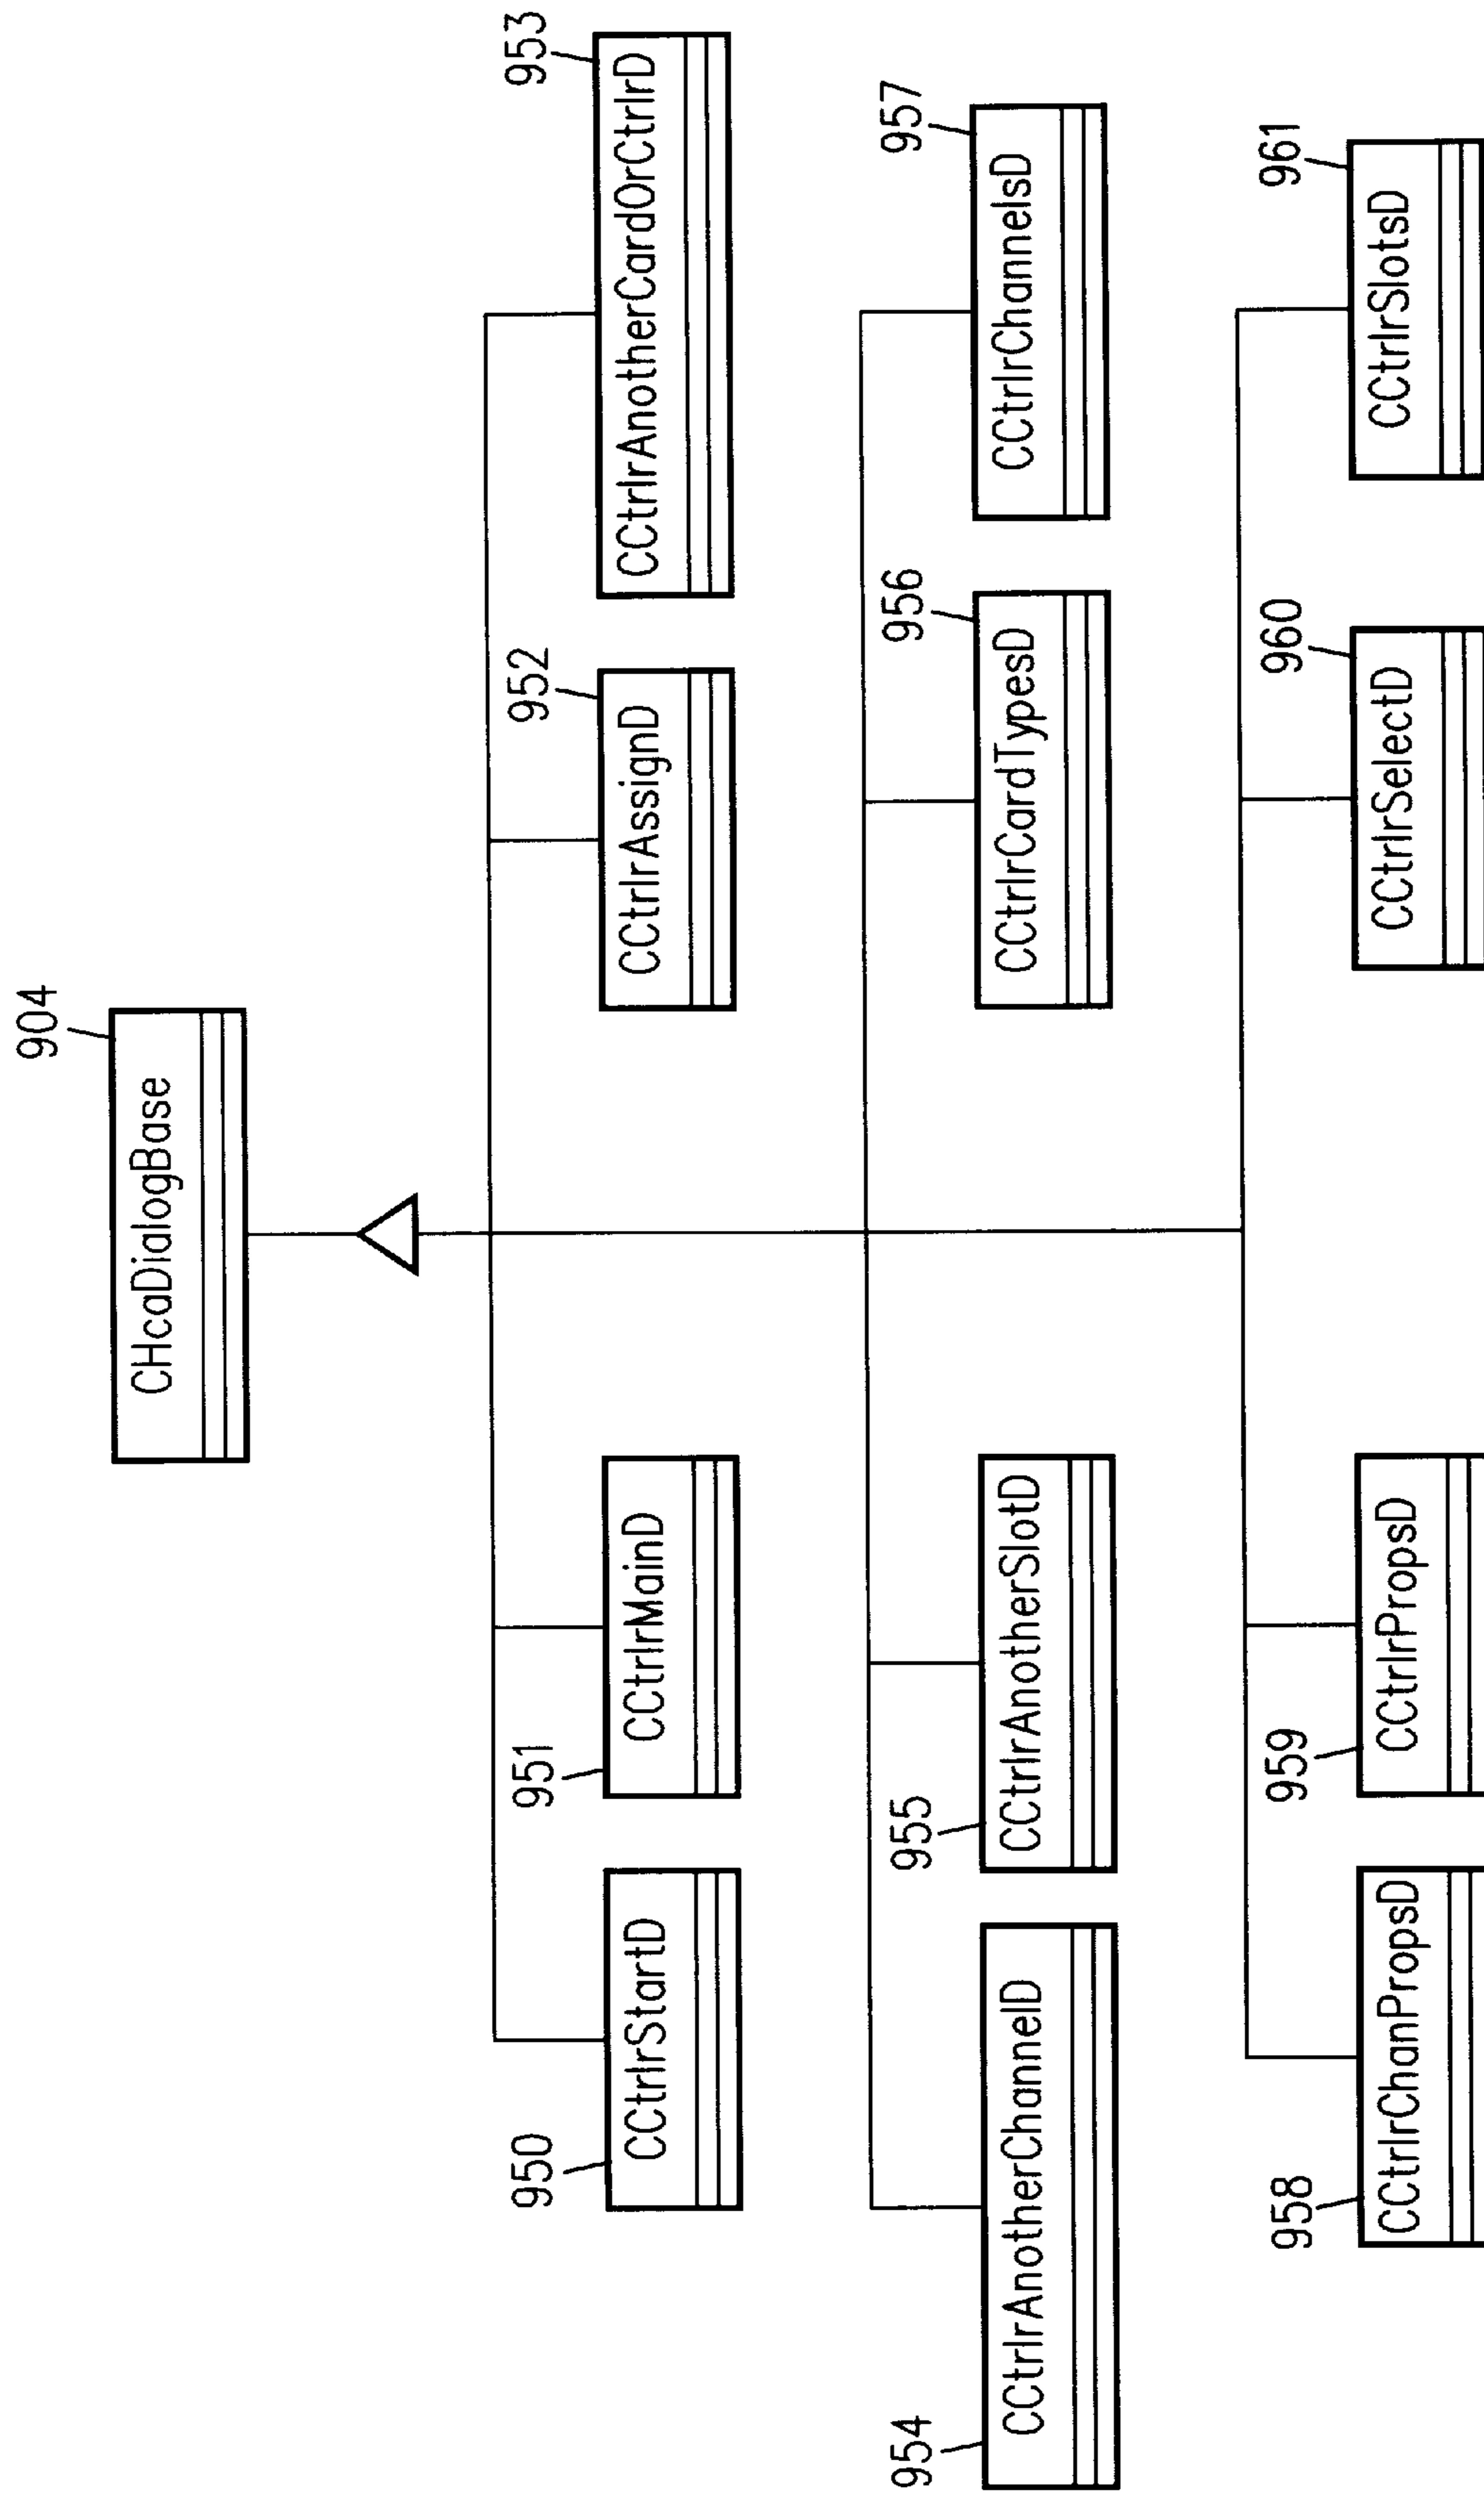 904
CHcaDialogBase
950
CCtrlrStartD
951
CCtrlrMainD
952
CCtrlrAssignD
953
CCtrlrAnotherCardOrCtrlrD
954
CCtrlrAnotherChannelD
955
CCtrlrAnotherSlotD
956
CCtrlrCardTypesD
957
CCtrlrChannelsD
958
CCtrlrChanPropsD
959
CCtrlrPropsD
960
CCtrlrSelectD
961
CCtrlrSlotsD